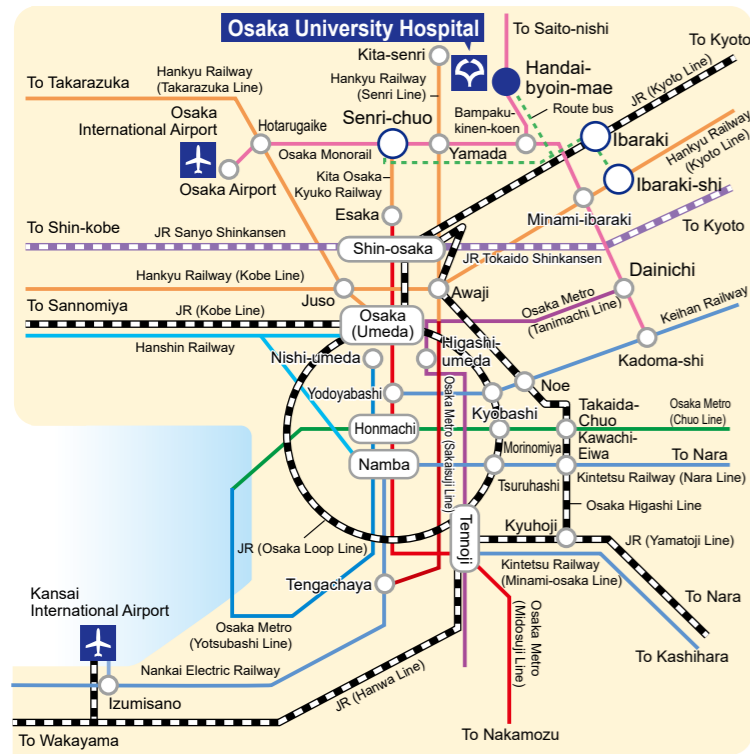 Osaka University Hospital
To Saito-nishi
To Kyoto
Kita-senri
Hankyu Railway
(Senri Line)
Handai-
byoin-mae
JR (Kyoto Line)
To Takarazuka
Hankyu Railway
(Takarazuka Line)
Route bus
Osaka
International Airport
Senri-chuo
Bampaku-
kinen-koen
Ibaraki
Hankyu Railway
(Kyoto Line)
Hotarugaike
Osaka Monorail
Yamada
Osaka Airport
Kita Osaka-
Kyuko Railway
Ibaraki-shi
Esaka
Minami-ibaraki
To Shin-kobe
JR Sanyo Shinkansen
Shin-osaka
To Kyoto
JR Tokaido Shinkansen
Hankyu Railway (Kobe Line)
Juso
Awaji
Dainichi
To Sannomiya
JR (Kobe Line)
Osaka
(Umeda)
Osaka Metro
(Tanimachi Line)
Keihan Railway
Hanshin Railway
Nishi-umeda
Higashi-
umeda
Kadoma-shi
Yodoyabashi
Noe
Kyobashi
Osaka Metro (Sakaisuji Line)
Takaida-
Chuo
Osaka Metro
(Chuo Line)
Honmachi
Morinomiya
Kawachi-
Eiwa
To Nara
Namba
Tsuruhashi
Kintetsu Railway (Nara Line)
Osaka Higashi Line
Tennoji
Kyuhoji
JR (Osaka Loop Line)
JR (Yamatoji Line)
Kintetsu Railway
(Minami-osaka Line)
Tengachaya
To Nara
Kansai
International Airport
Osaka Metro
(Yotsubashi Line)
Osaka Metro
(Midosuji Line)
To Kashihara
Nankai Electric Railway
Izumisano
JR (Hanwa Line)
To Wakayama
To Nakamozu